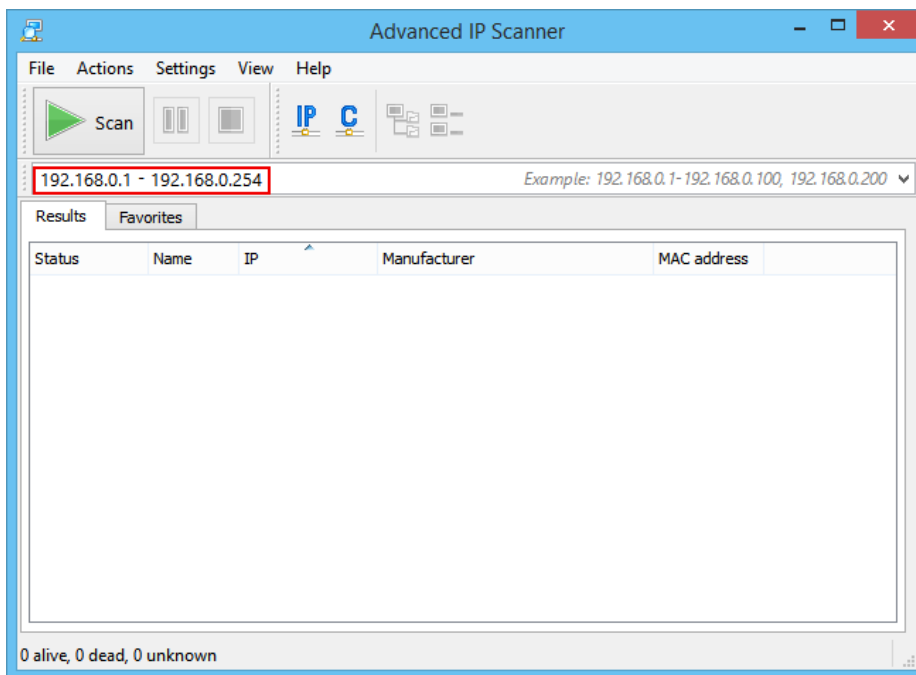 Advanced IP Scanner
File Actions Settings View Help
Scan IP C
192.168.0.1 - 192.168.0.254 Example: 192.168.0.1-192.168.0.100, 192.168.0.200
Results Favorites
Status Name IP Manufacturer MAC address
0 alive, 0 dead, 0 unknown